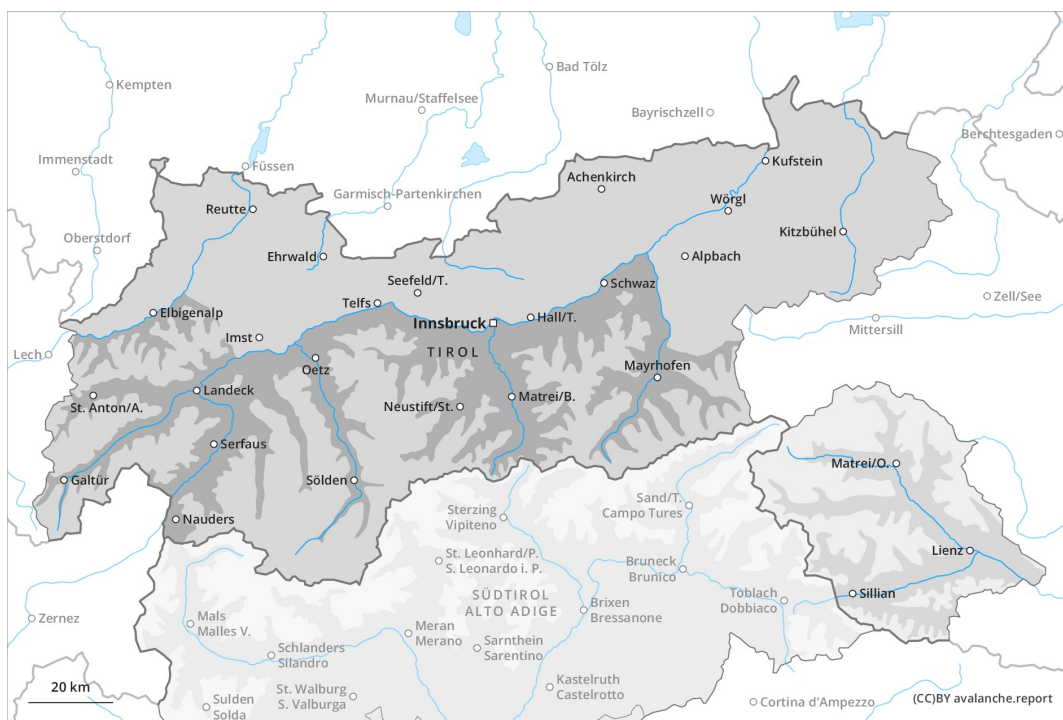 Kempten
Bad Tölz
Murnau/Staffelsee
Bayrischzell
Berchtesgaden
Immenstadt
Füssen
Kufstein
Achenkirch
Garmisch-Partenkirchen
Wörgl
Reutte
Kitzbühel
Oberstdorf
Ehrwald
Alpbach
Seefeld/T.
Schwaz
Zell/See
Telfs
Elbigenalp
Innsbruck
Hall/T.
Mittersill
Imst
Lech
TIROL
Oetz
Mayrhofen
Landeck
St. Anton/A.
Neustift/St.
Matrei/B.
Serfaus
Matrei/O.
Galtür
Sölden
Sand/T.
Campo Tures
Sterzing
Vipiteno
Nauders
Lienz
St. Leonhard/P.
S. Leonardo i. P.
Bruneck
Brunico
SÜDTIROL
ALTO ADIGE
Sillian
Toblach
Dobbiaco
Brixen
Bressanone
Zernez
Mals
Malles V.
Meran
Merano
Sarnthein
Sarentino
Schlanders
Silandro
Kastelruth
Castelrotto
20 km
St. Walburg
S. Valburga
Sulden
Solda
Cortina d'Ampezzo
(CC)BY avalanche.report